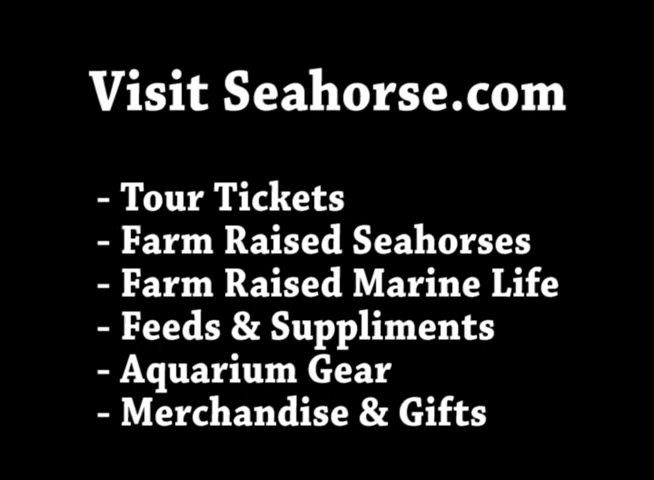 Visit Seahorse.com
- Tour Tickets
- Farm Raised Seahorses
- Farm Raised Marine Life
- Feeds & Suppliments
- Aquarium Gear
- Merchandise & Gifts